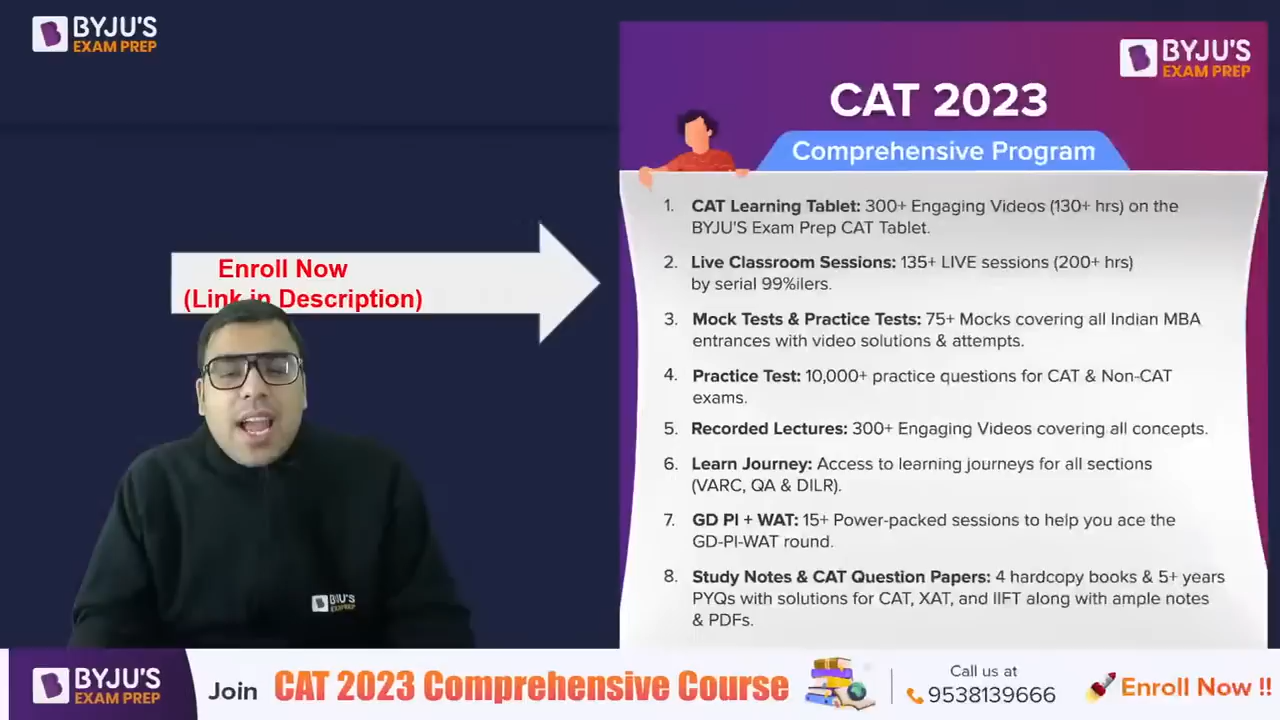 BYJU'S
EXAM PREP
BYJU'S
EXAM PREP
CAT 2023
Comprehensive Program
Enroll Now
(Link in Description)
1. CAT Learning Tablet: 300+ Engaging Videos (130+ hrs) on the
BYJU'S Exam Prep CAT Tablet.
2. Live Classroom Sessions: 135+ LIVE sessions (200+ hrs)
by serial 99%ilers.
3. Mock Tests & Practice Tests: 75+ Mocks covering all Indian MBA
entrances with video solutions & attempts.
4. Practice Test: 10,000+ practice questions for CAT & Non-CAT
exams.
5. Recorded Lectures: 300+ Engaging Videos covering all concepts.
6. Learn Journey: Access to learning journeys for all sections
(VARC, QA & DILR).
7. GD PI + WAT: 15+ Power-packed sessions to help you ace the
GD-PI-WAT round.
8. Study Notes & CAT Question Papers: 4 hardcopy books & 5+ years
PYQs with solutions for CAT, XAT, and IIFT along with ample notes
& PDFs.
BYJU'S
EXAM PREP
BYJU'S
EXAM PREP
Join CAT 2023 Comprehensive Course
Call us at
9538139666
Enroll Now !!